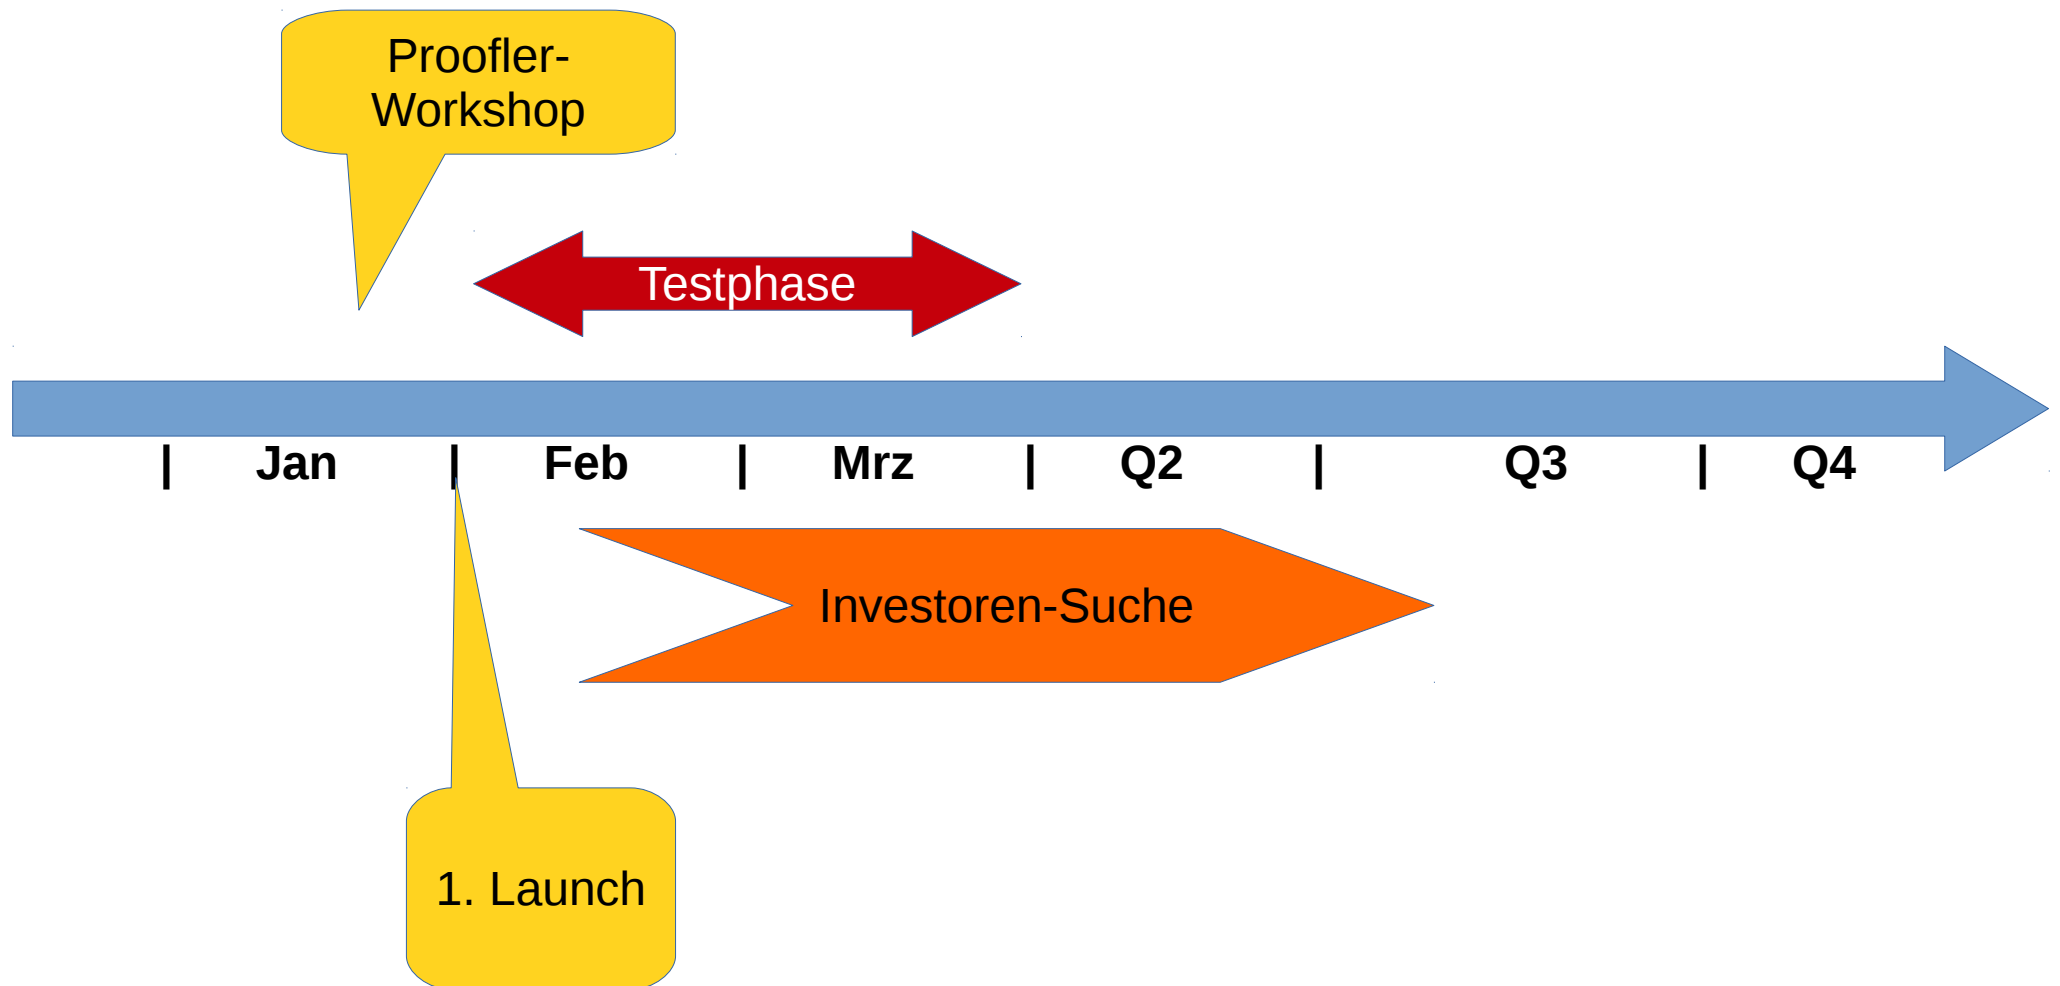 Proofler-
Workshop
Testphase
| Jan | Feb | Mrz | Q2 | Q3 | Q4
Investoren-Suche
1. Launch